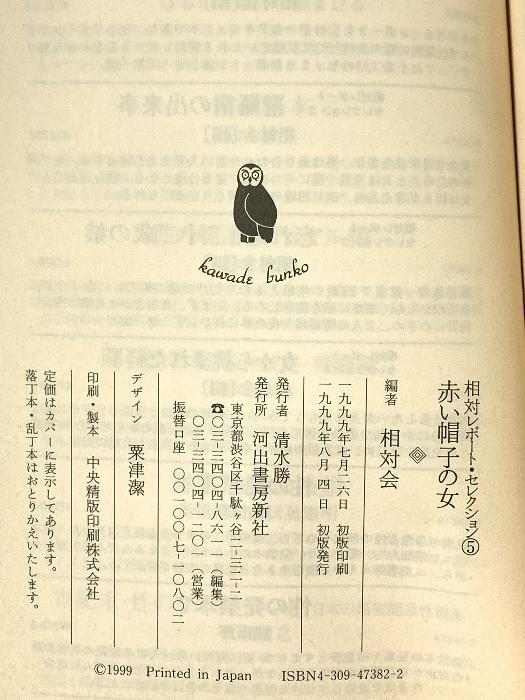 kawade bunko
相対レポート・セレクション⑤
赤い帽子の女
編者 相対会
一九九九年七月二六日 初版印刷
一九九九年八月 四日 初版発行
発行者 清水勝
発行所 河出書房新社
東京都渋谷区千駄ヶ谷二-三二-二
☎〇三-三四〇四-八六一一(編集)
〇三-三四〇四-一二〇一(営業)
振替口座 〇〇一〇〇-七-一〇八〇二
デザイン 粟津潔
印刷・製本 中央精版印刷株式会社
定価はカバーに表示してあります。
落丁本・乱丁本はおとりかえいたします。
©1999 Printed in Japan ISBN4-309-47382-2